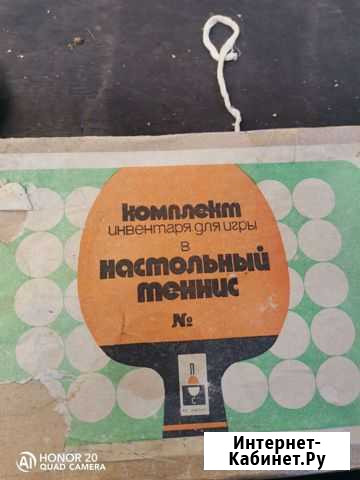 комплект
инвентаря для игры
в
настольный
теннис
№
HONOR 20
QUAD CAMERA
Интернет-
Кабинет.Ру